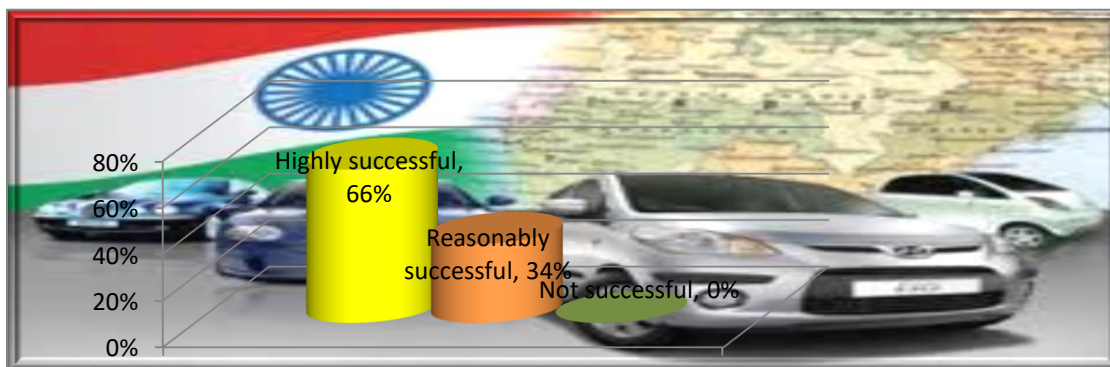 80%
60%
40%
20%
0%
Highly successful,
66%
Reasonably
successful, 34%
Not successful, 0%